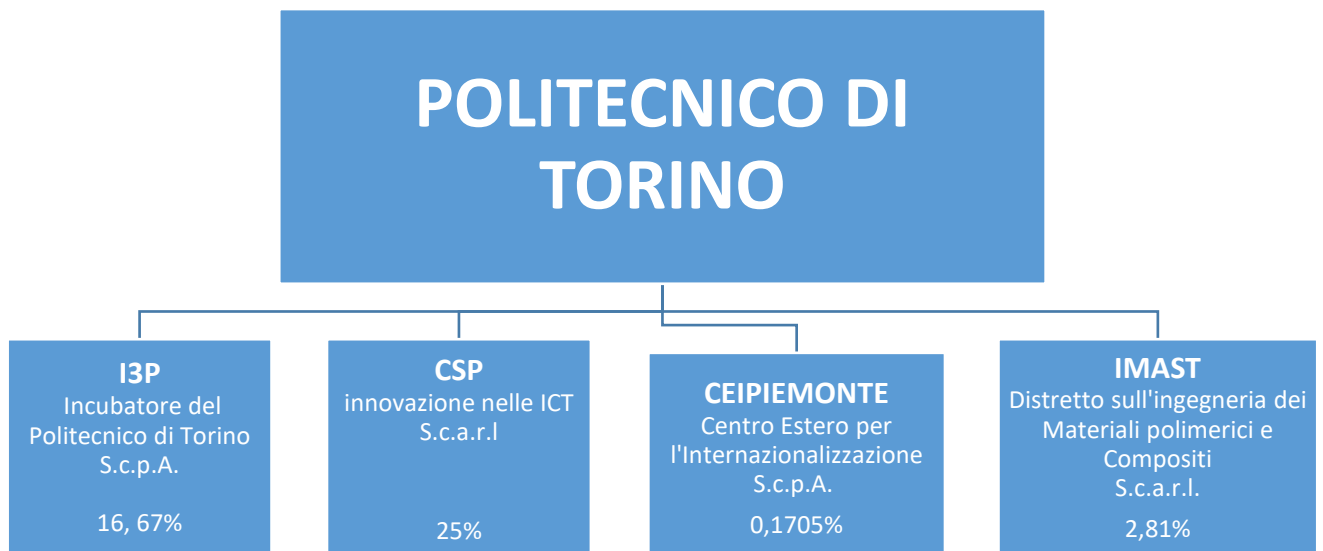 POLITECNICO DI
TORINO
I3P
Incubatore del
Politecnico di Torino
S.c.p.A.
16, 67%
CSP
innovazione nelle ICT
S.c.a.r.l
25%
CEIPIEMONTE
Centro Estero per
l'Internazionalizzazione
S.c.p.A.
0,1705%
IMAST
Distretto sull'ingegneria dei
Materiali polimerici e
Compositi
S.c.a.r.l.
2,81%